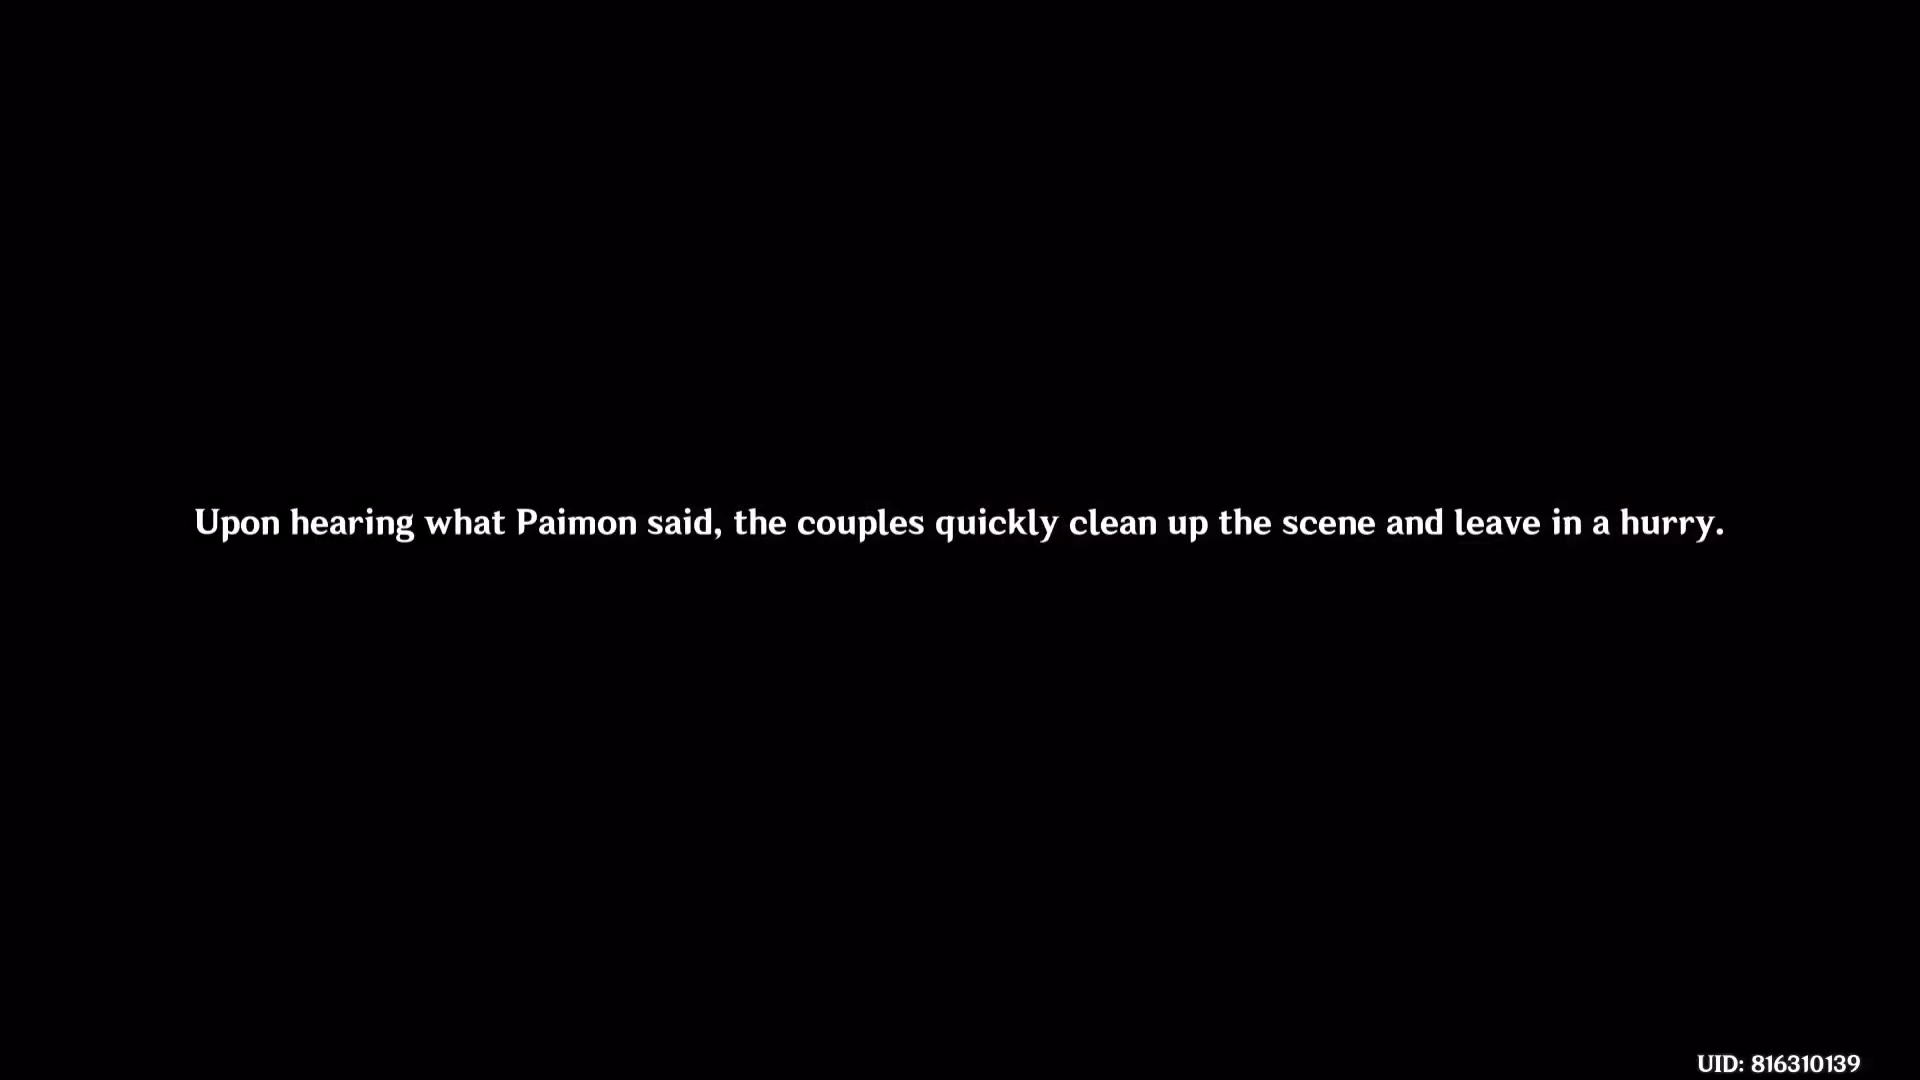 Upon hearing what Paimon said, the couples quickly clean up the scene and leave in a hurry.
UID: 816310139